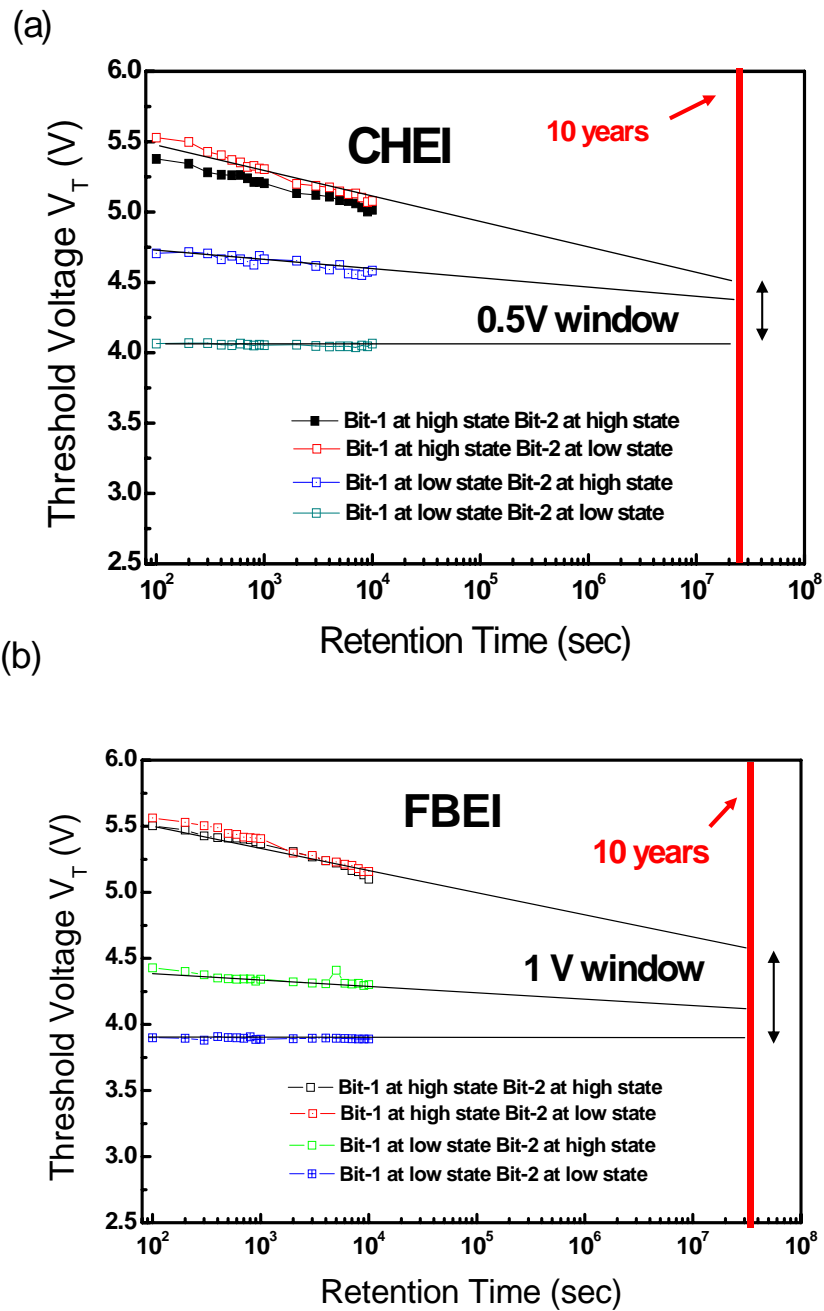 (a)
6.0
5.5
5.0
4.5
4.0
3.5
3.0
2.5
Threshold Voltage V_T (V)
CHEI
10 years
0.5V window
Bit-1 at high state Bit-2 at high state
Bit-1 at high state Bit-2 at low state
Bit-1 at low state Bit-2 at high state
Bit-1 at low state Bit-2 at low state
10^2 10^3 10^4 10^5 10^6 10^7 10^8
Retention Time (sec)
(b)
6.0
5.5
5.0
4.5
4.0
3.5
3.0
2.5
Threshold Voltage V_T (V)
FBEI
10 years
1 V window
Bit-1 at high state Bit-2 at high state
Bit-1 at high state Bit-2 at low state
Bit-1 at low state Bit-2 at high state
Bit-1 at low state Bit-2 at low state
10^2 10^3 10^4 10^5 10^6 10^7 10^8
Retention Time (sec)